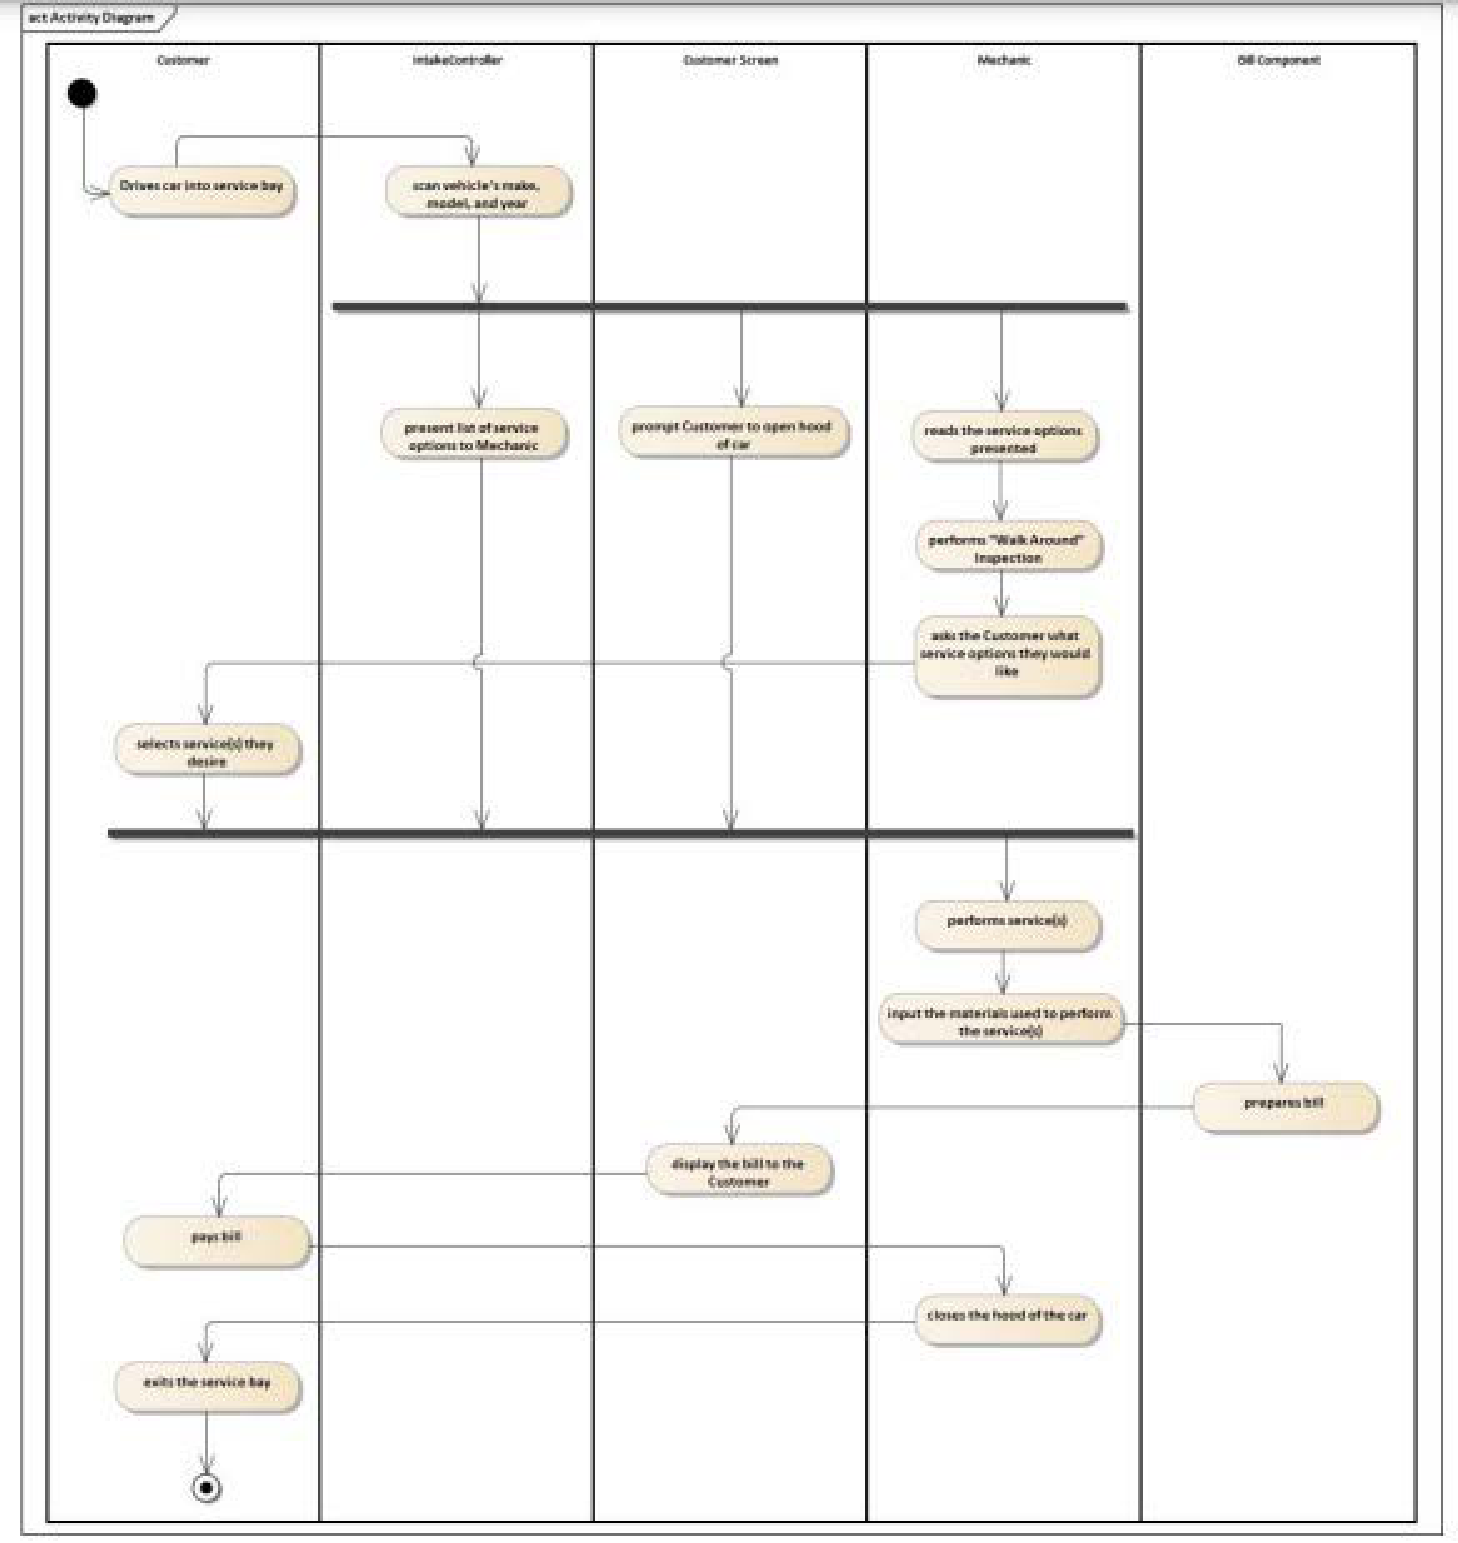 act Activity Diagram
Customer
IntakeController
Customer Screen
Mechanic
Bill Component
Drives car into service bay
scan vehicle's make,
model, and year
present list of service
options to Mechanic
prompt Customer to open hood
of car
reads the service options
presented
performs "Walk Around"
Inspection
asks the Customer what
service options they would
like
selects service(s) they
desire
performs service(s)
input the materials used to perform
the service(s)
prepares bill
display the bill to the
Customer
pays bill
closes the hood of the car
exits the service bay